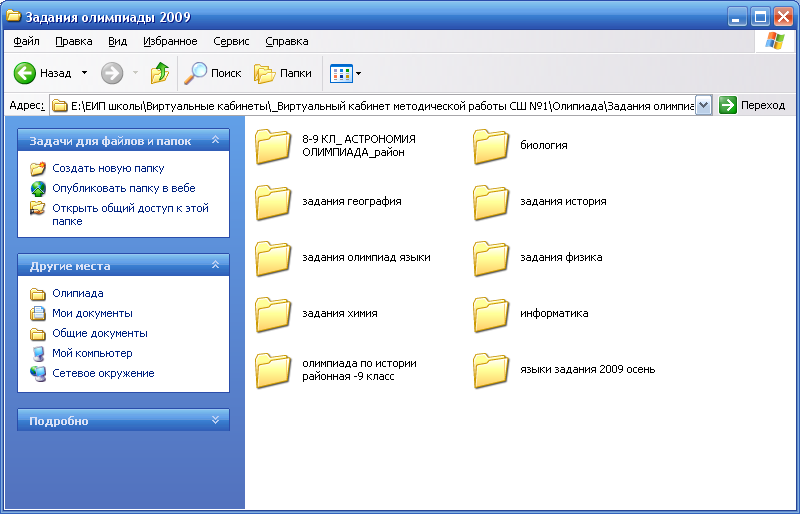 Задания олимпиады 2009
Файл Правка Вид Избранное Сервис Справка
Назад Поиск Папки
Адрес: E:\ЕИП школы\Виртуальные кабинеты\_Виртуальный кабинет методической работы СШ №1\Олипиада\Задания олимпиа Переход
Задачи для файлов и папок
Создать новую папку
Опубликовать папку в вебе
Открыть общий доступ к этой
папке
Другие места
Олипиада
Мои документы
Общие документы
Мой компьютер
Сетевое окружение
Подробно
8-9 КЛ_ АСТРОНОМИЯ
ОЛИМПИАДА_район
биология
задания география
задания история
задания олимпиад языки
задания физика
задания химия
информатика
олимпиада по истории
районная -9 класс
языки задания 2009 осень